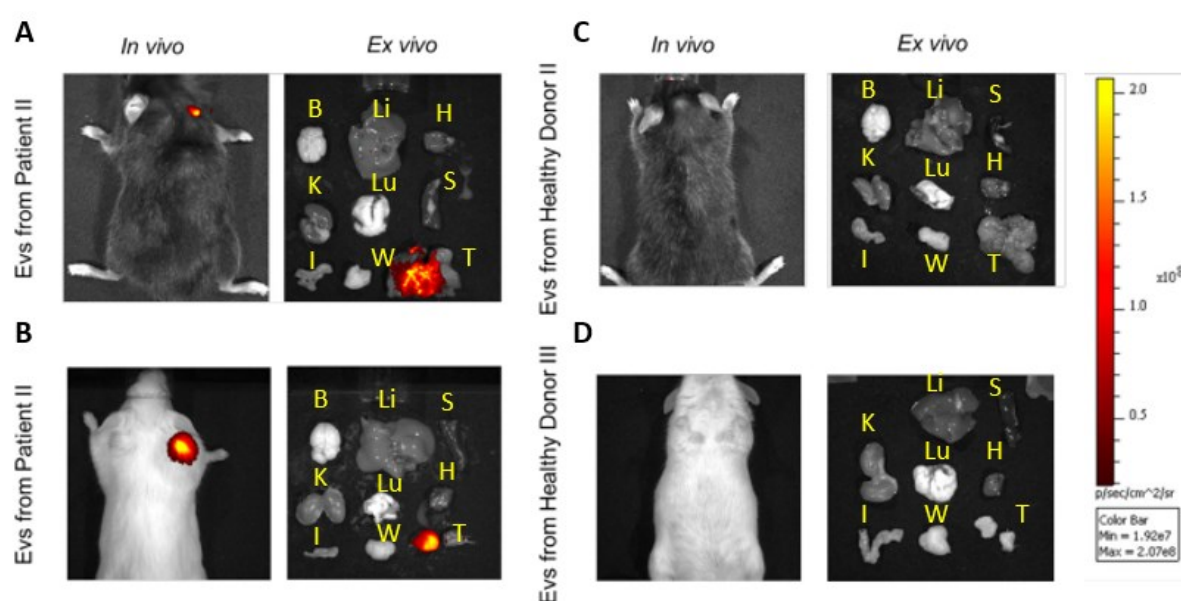 A
In vivo
Ex vivo
Evs from Patient II
B Li H
K Lu S
I W T
B
Evs from Patient II
B Li S
K Lu H
I W T
C
In vivo
Ex vivo
Evs from Healthy Donor II
B Li S
K Lu H
I W T
D
Evs from Healthy Donor III
Li S
K Lu H
I W T
2.0
1.5
x10^8
1.0
0.5
p/sec/cm^2/sr
Color Bar
Min = 1.92e7
Max = 2.07e8